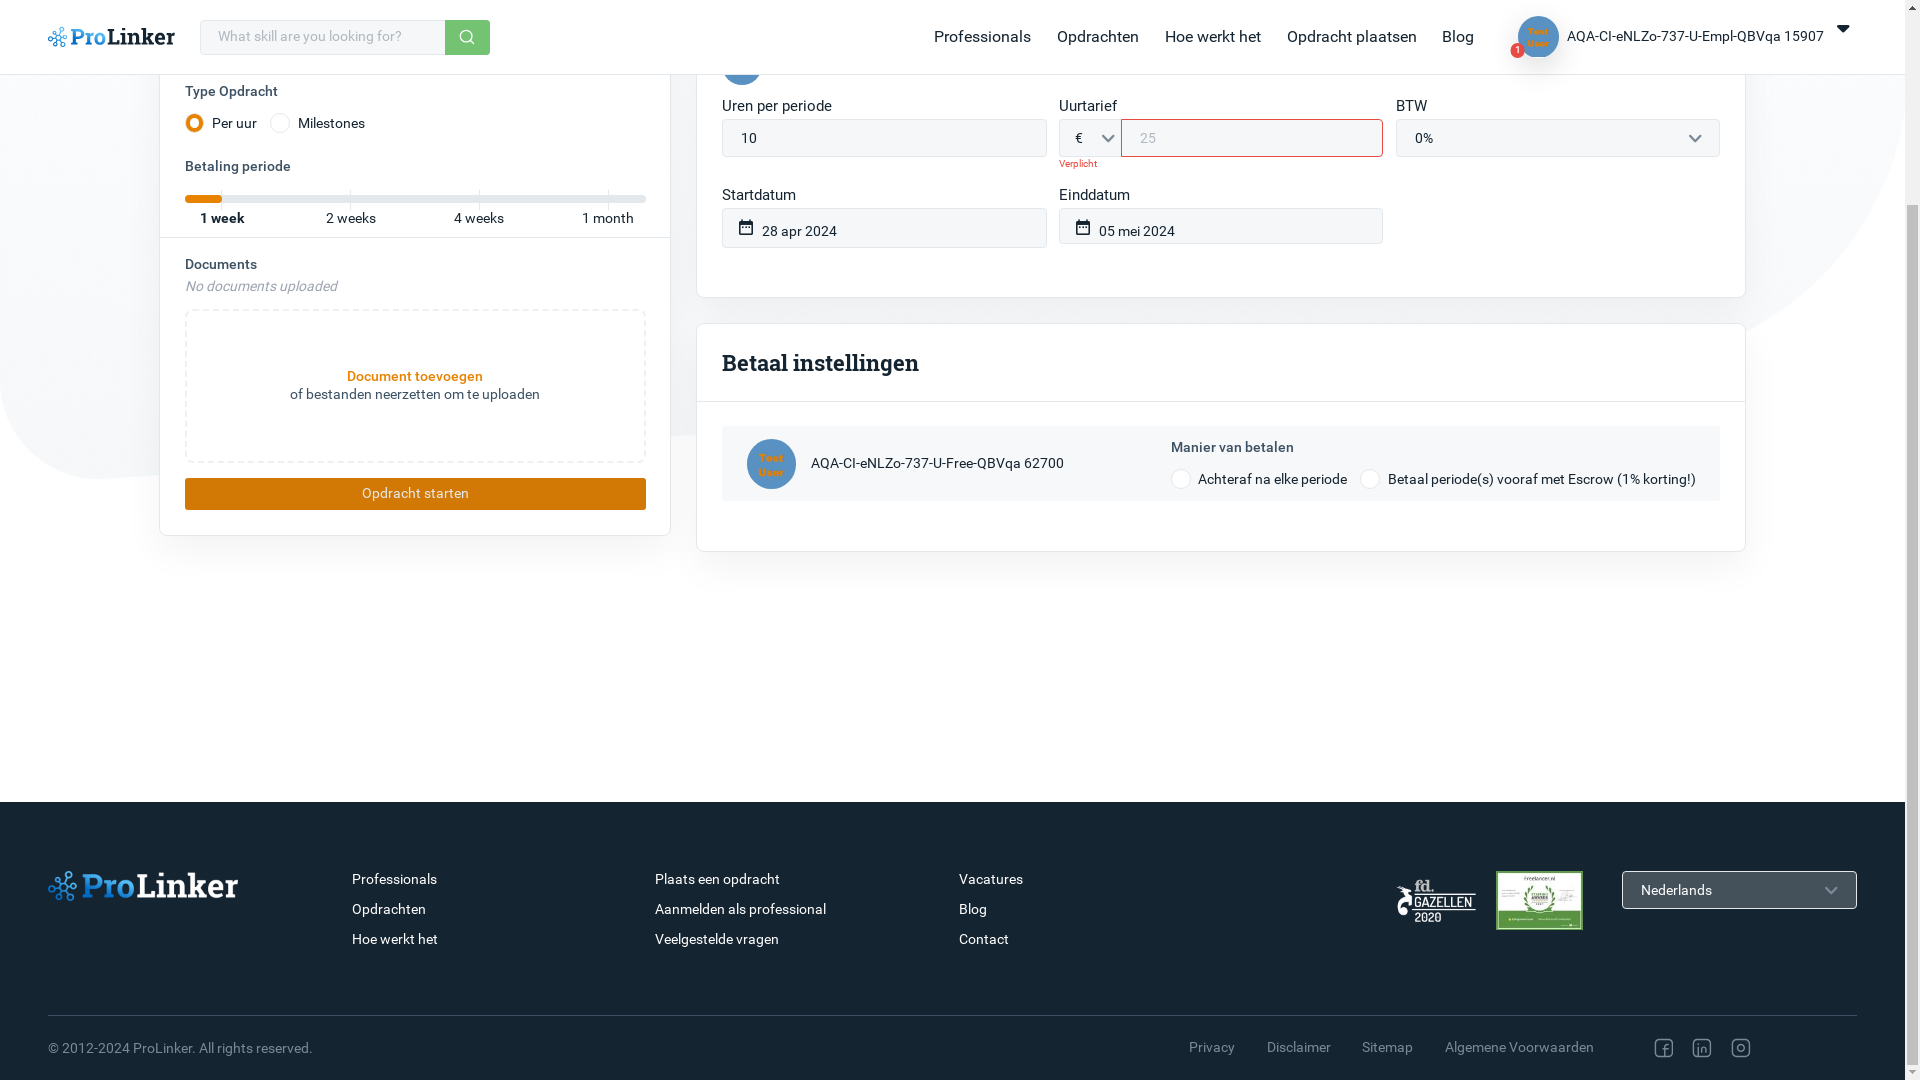 ProLinker
What skill are you looking for?
Professionals
Opdrachten
Hoe werkt het
Opdracht plaatsen
Blog
1
Test
User
AQA-CI-eNLZo-737-U-Empl-QBVqa 15907
Type Opdracht
Per uur
Milestones
Betaling periode
1 week
2 weeks
4 weeks
1 month
Documents
No documents uploaded
Document toevoegen
of bestanden neerzetten om te uploaden
Opdracht starten
Uren per periode
10
Uurtarief
€
25
Verplicht
BTW
0%
Startdatum
28 apr 2024
Einddatum
05 mei 2024
Betaal instellingen
Test
User
AQA-CI-eNLZo-737-U-Free-QBVqa 62700
Manier van betalen
Achteraf na elke periode
Betaal periode(s) vooraf met Escrow (1% korting!)
ProLinker
Professionals
Opdrachten
Hoe werkt het
Plaats een opdracht
Aanmelden als professional
Veelgestelde vragen
Vacatures
Blog
Contact
fd.
GAZELLEN
2020
Freelancer.nl
Nederlands
© 2012-2024 ProLinker. All rights reserved.
Privacy
Disclaimer
Sitemap
Algemene Voorwaarden